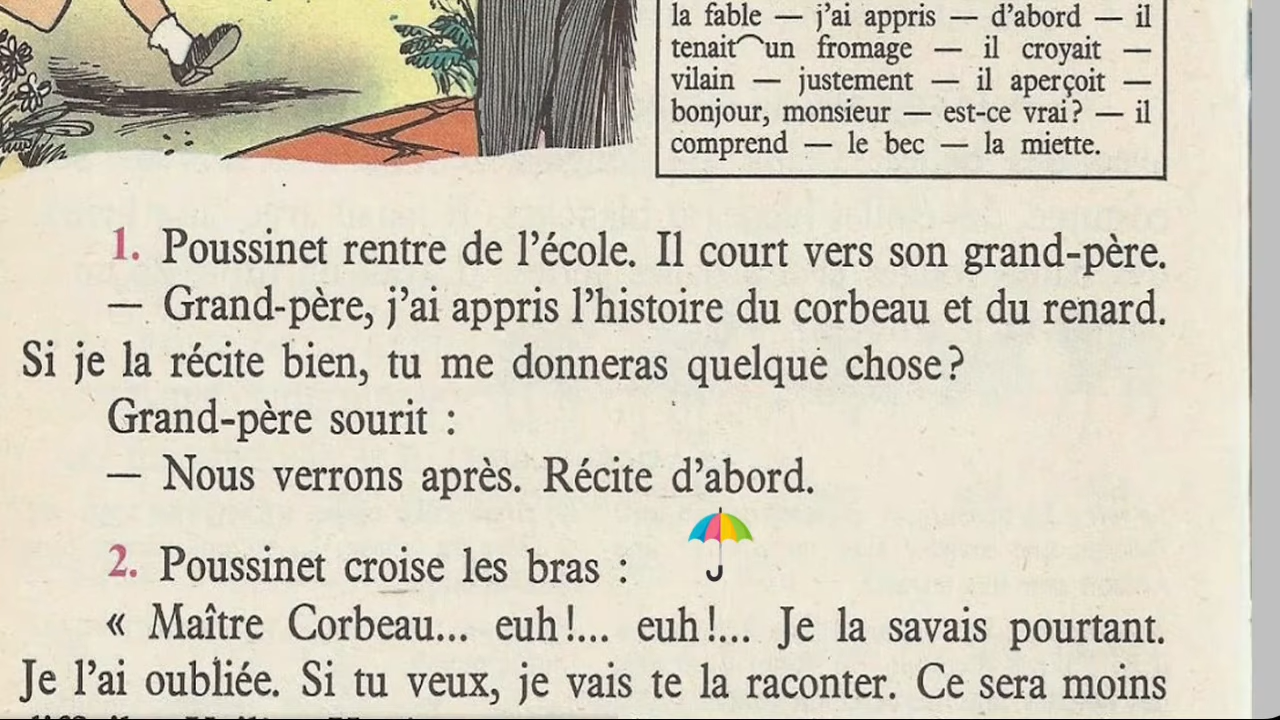 la fable — j'ai appris — d'abord — il
tenait un fromage — il croyait —
vilain — justement — il aperçoit —
bonjour, monsieur — est-ce vrai? — il
comprend — le bec — la miette.
1. Poussinet rentre de l'école. Il court vers son grand-père.
— Grand-père, j'ai appris l'histoire du corbeau et du renard.
Si je la récite bien, tu me donneras quelque chose?
Grand-père sourit :
— Nous verrons après. Récite d'abord.
2. Poussinet croise les bras :
« Maître Corbeau... euh!... euh!... Je la savais pourtant.
Je l'ai oubliée. Si tu veux, je vais te la raconter. Ce sera moins